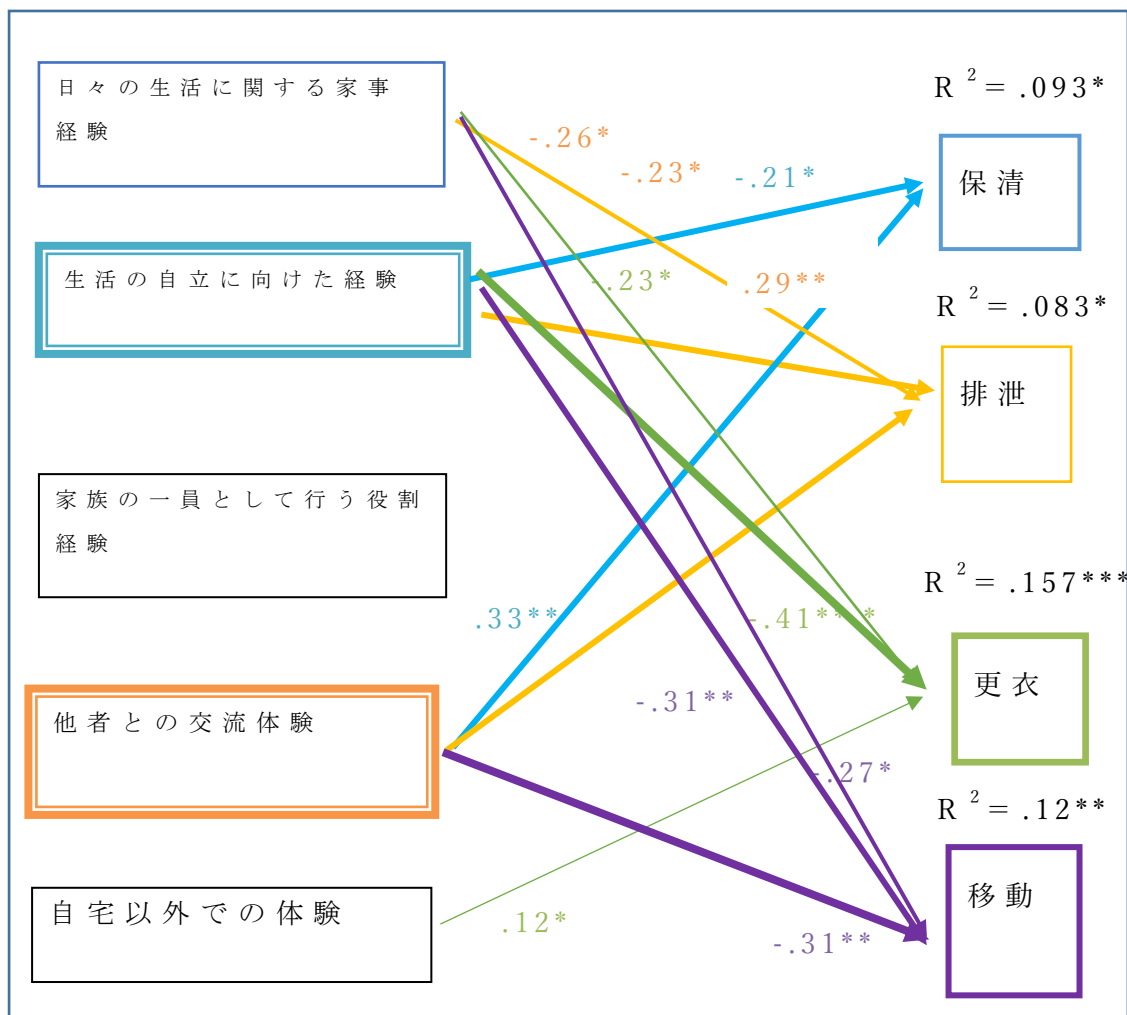 日々の生活に関する家事
経験
生活の自立に向けた経験
家族の一員として行う役割
経験
他者との交流体験
自宅以外での体験
-.26*
-.23*
-.21*
-.23*
.29**
.33**
-.41****
-.31**
-.27*
.12*
-.31**
R² = .093*
保清
R² = .083*
排泄
R² = .157***
更衣
R² = .12**
移動